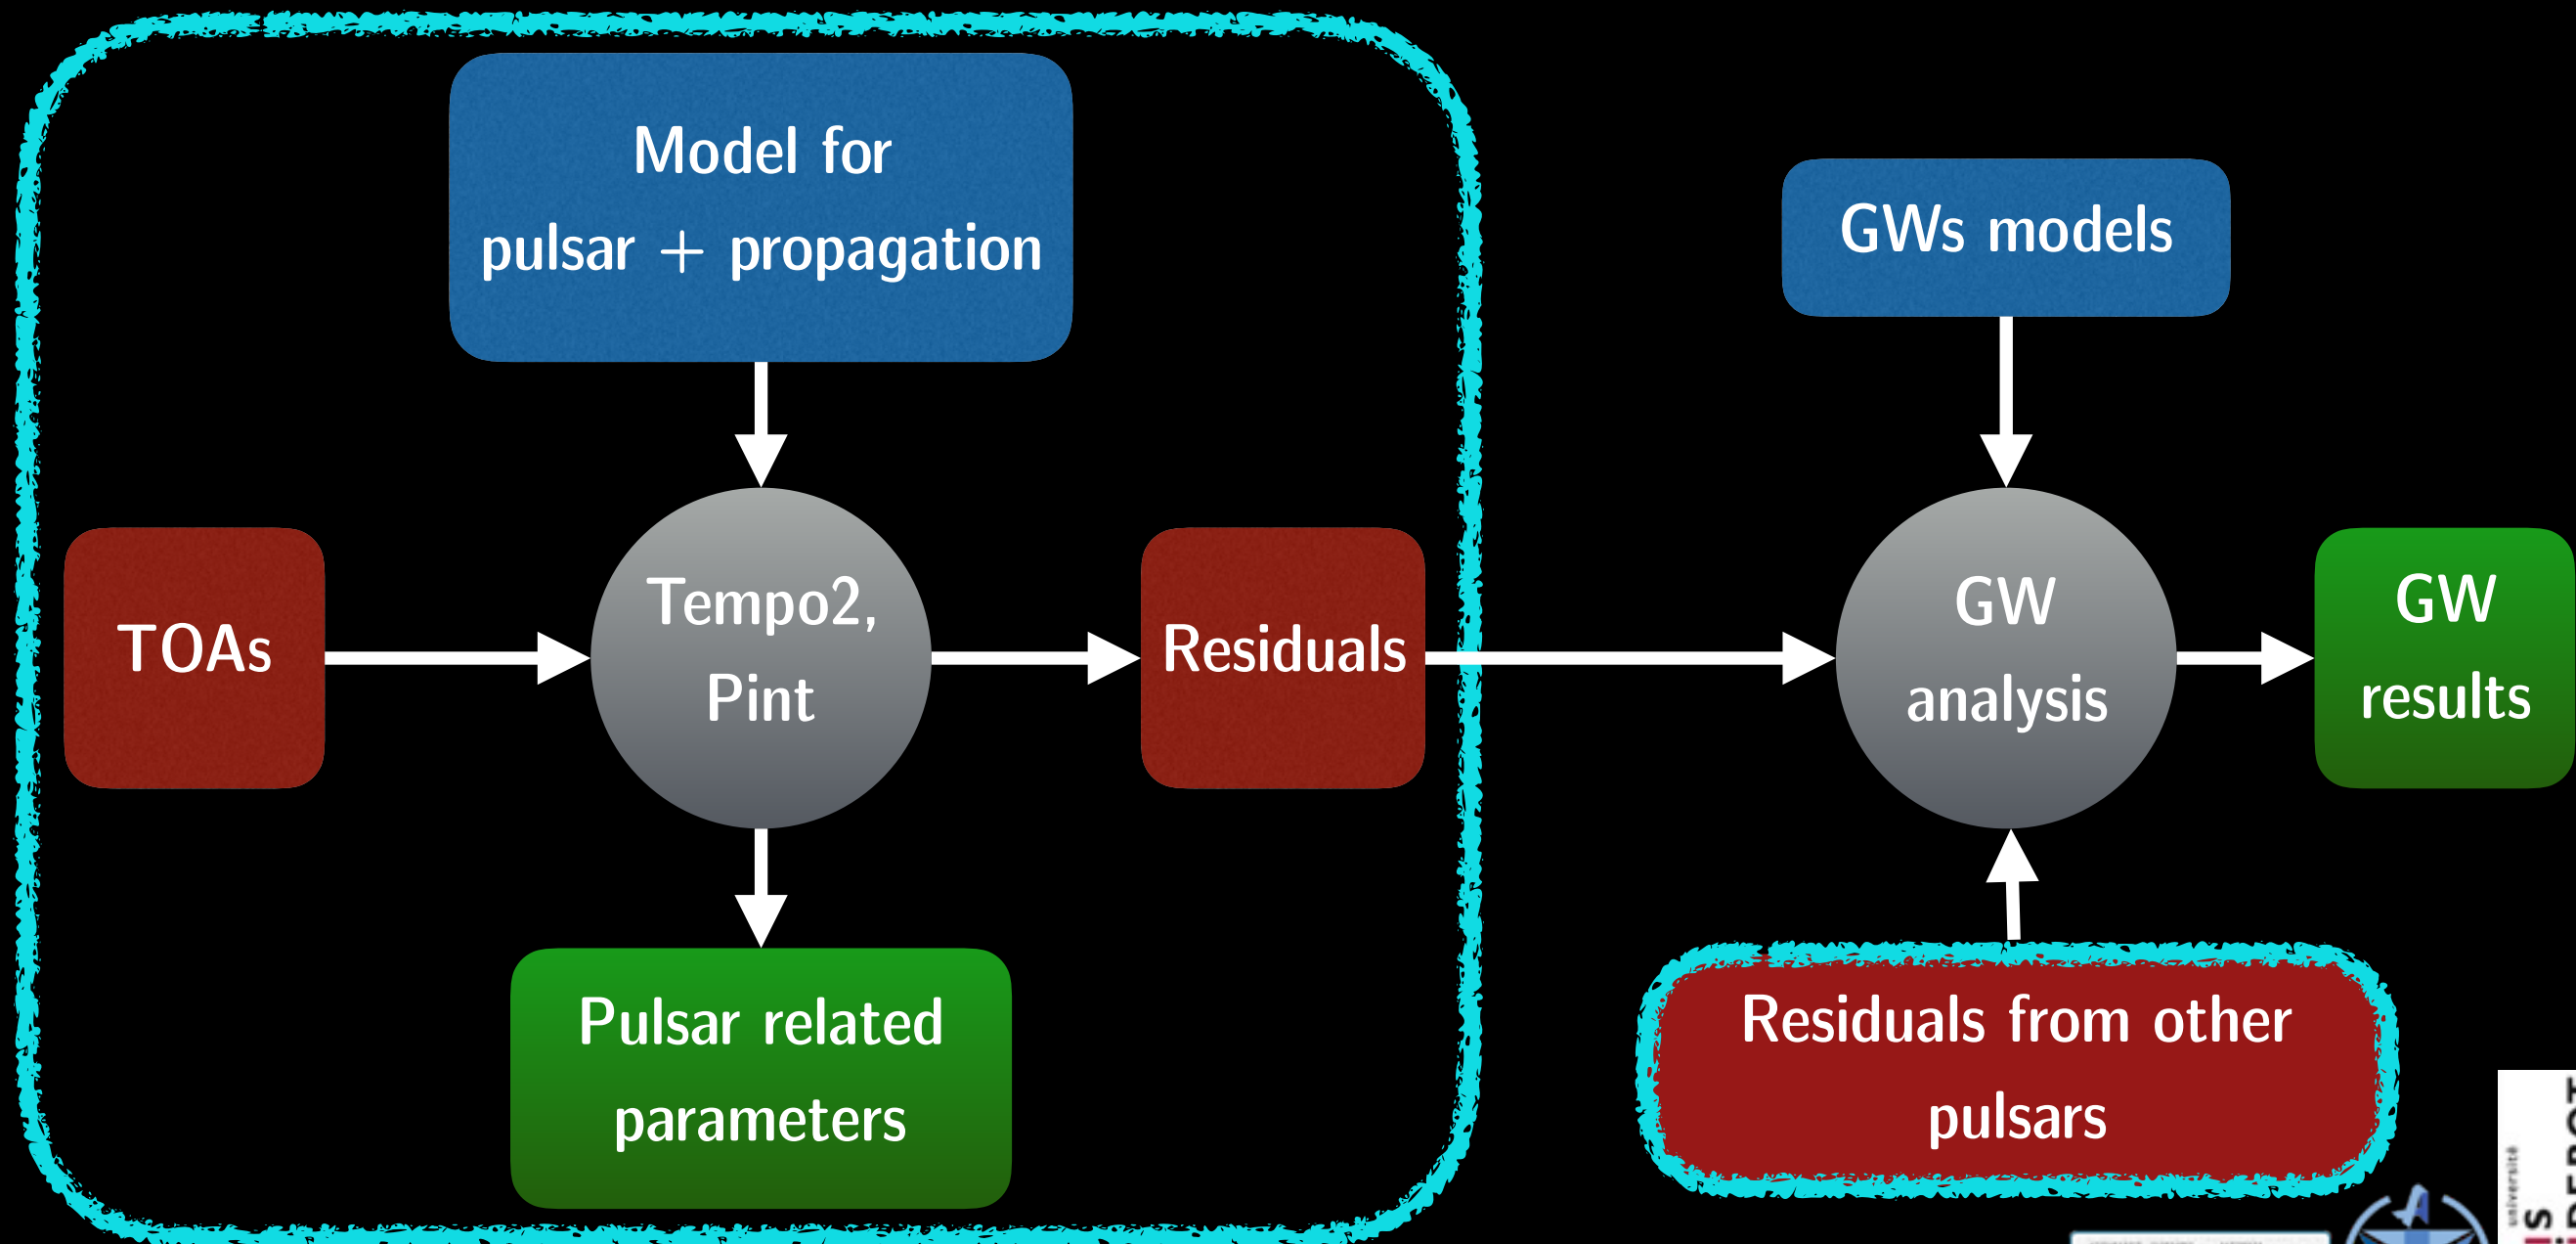 Model for
pulsar + propagation
GWs models
TOAs
Tempo2,
Pint
Residuals
GW
analysis
GW
results
Pulsar related
parameters
Residuals from other
pulsars
université